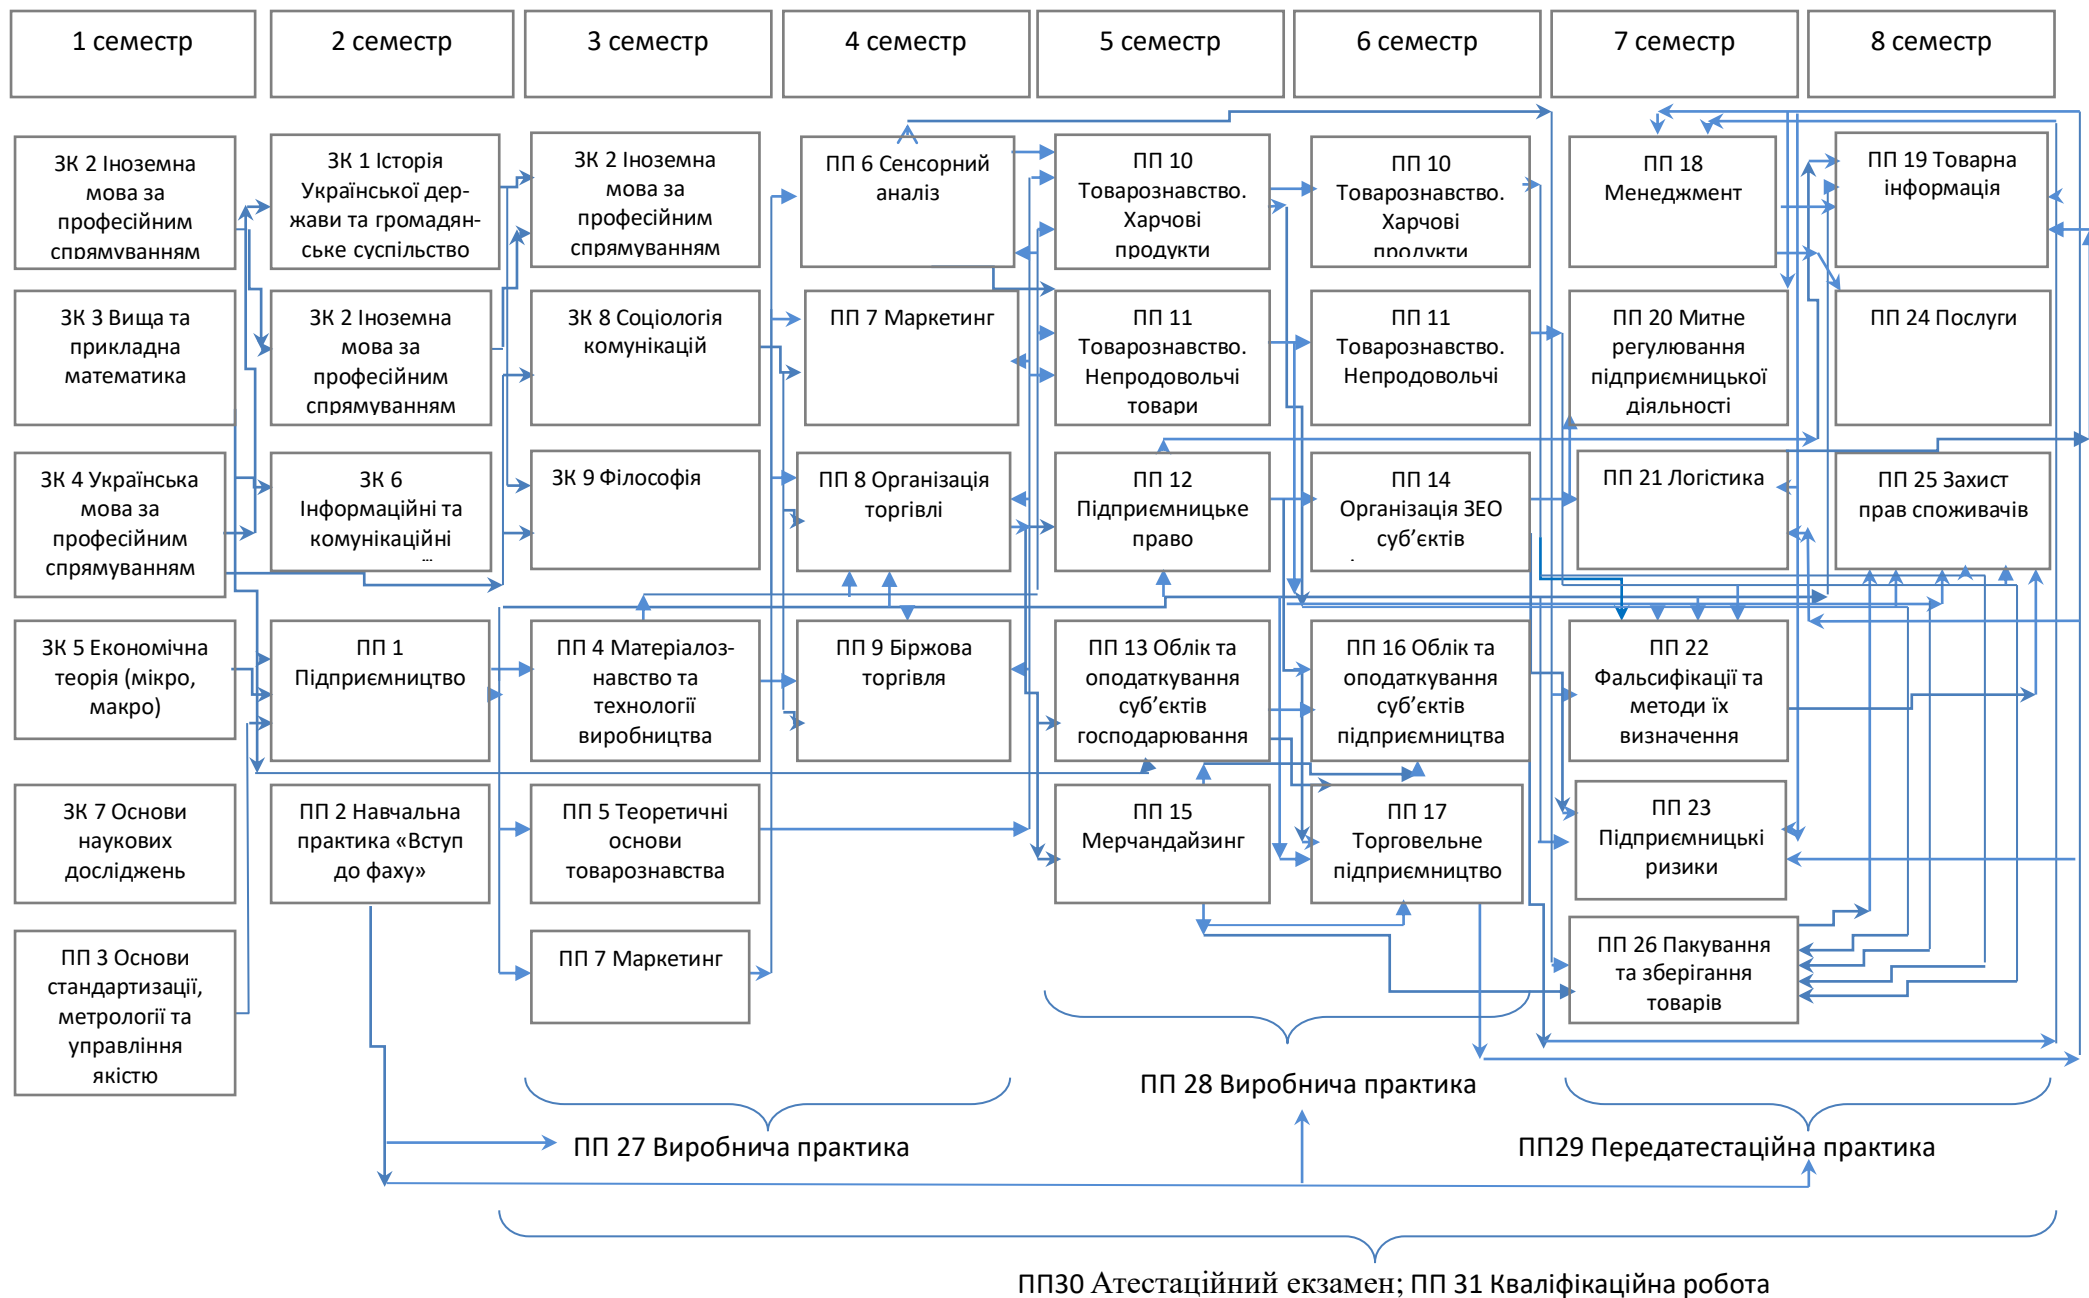 1 семестр
2 семестр
3 семестр
4 семестр
5 семестр
6 семестр
7 семестр
8 семестр
ЗК 2 Іноземна
мова за
професійним
спрямуванням
ЗК 3 Вища та
прикладна
математика
ЗК 4 Українська
мова за
професійним
спрямуванням
ЗК 5 Економічна
теорія (мікро,
макро)
ЗК 7 Основи
наукових
досліджень
ПП 3 Основи
стандартизації,
метрології та
управління
якістю
ЗК 1 Історія
Української дер-
жави та громадян-
ське суспільство
ЗК 2 Іноземна
мова за
професійним
спрямуванням
ЗК 6
Інформаційні та
комунікаційні
ПП 1
Підприємництво
ПП 2 Навчальна
практика «Вступ
до фаху»
ЗК 2 Іноземна
мова за
професійним
спрямуванням
ЗК 8 Соціологія
комунікацій
ЗК 9 Філософія
ПП 4 Матеріалоз-
навство та
технології
виробництва
ПП 5 Теоретичні
основи
товарознавства
ПП 7 Маркетинг
ПП 6 Сенсорний
аналіз
ПП 7 Маркетинг
ПП 8 Організація
торгівлі
ПП 9 Біржова
торгівля
ПП 10
Товарознавство.
Харчові
продукти
ПП 11
Товарознавство.
Непродовольчі
товари
ПП 12
Підприємницьке
право
ПП 13 Облік та
оподаткування
суб’єктів
господарювання
ПП 15
Мерчандайзинг
ПП 10
Товарознавство.
Харчові
продукти
ПП 11
Товарознавство.
Непродовольчі
ПП 14
Організація ЗЕО
суб’єктів
ПП 16 Облік та
оподаткування
суб’єктів
підприємництва
ПП 17
Торговельне
підприємництво
ПП 18
Менеджмент
ПП 20 Митне
регулювання
підприємницької
діяльності
ПП 21 Логістика
ПП 22
Фальсифікації та
методи їх
визначення
ПП 23
Підприємницькі
ризики
ПП 26 Пакування
та зберігання
товарів
ПП 19 Товарна
інформація
ПП 24 Послуги
ПП 25 Захист
прав споживачів
ПП 28 Виробнича практика
ПП 27 Виробнича практика
ПП29 Передатестаційна практика
ПП30 Атестаційний екзамен; ПП 31 Кваліфікаційна робота